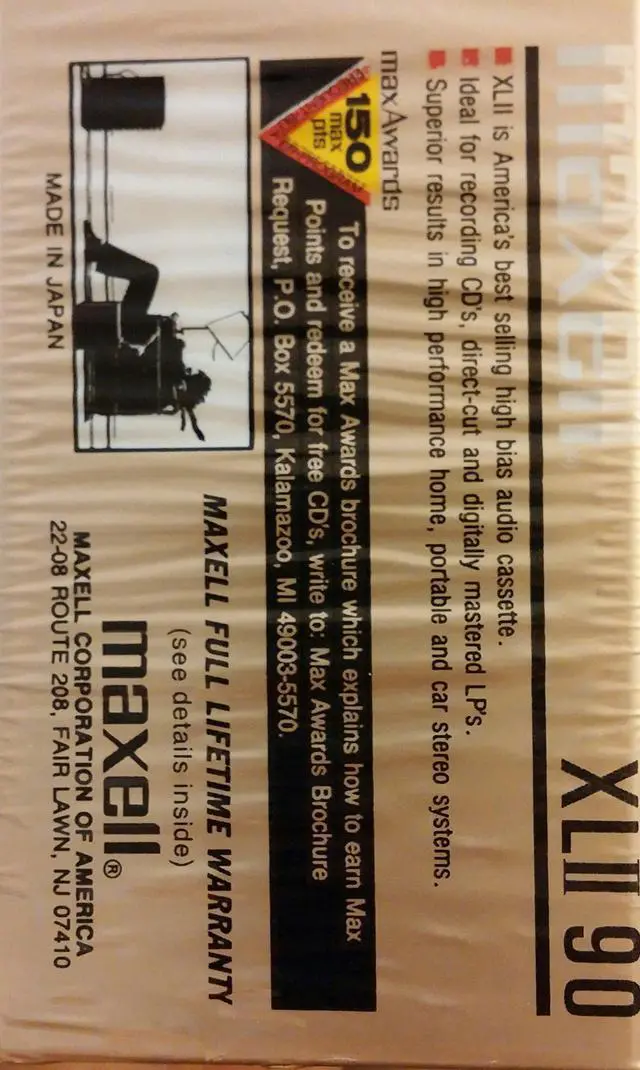 maxell
XLII 90
XLII is America's best selling high bias audio cassette.
Ideal for recording CD's, direct-cut and digitally mastered LP's.
Superior results in high performance home, portable and car stereo systems.
maxAwards
150
max
pts
To receive a Max Awards brochure which explains how to earn Max
Points and redeem for free CD's, write to: Max Awards Brochure
Request, P.O. Box 5570, Kalamazoo, MI 49003-5570.
MAXELL FULL LIFETIME WARRANTY
(see details inside)
maxell®
MAXELL CORPORATION OF AMERICA
22-08 ROUTE 208, FAIR LAWN, NJ 07410
MADE IN JAPAN